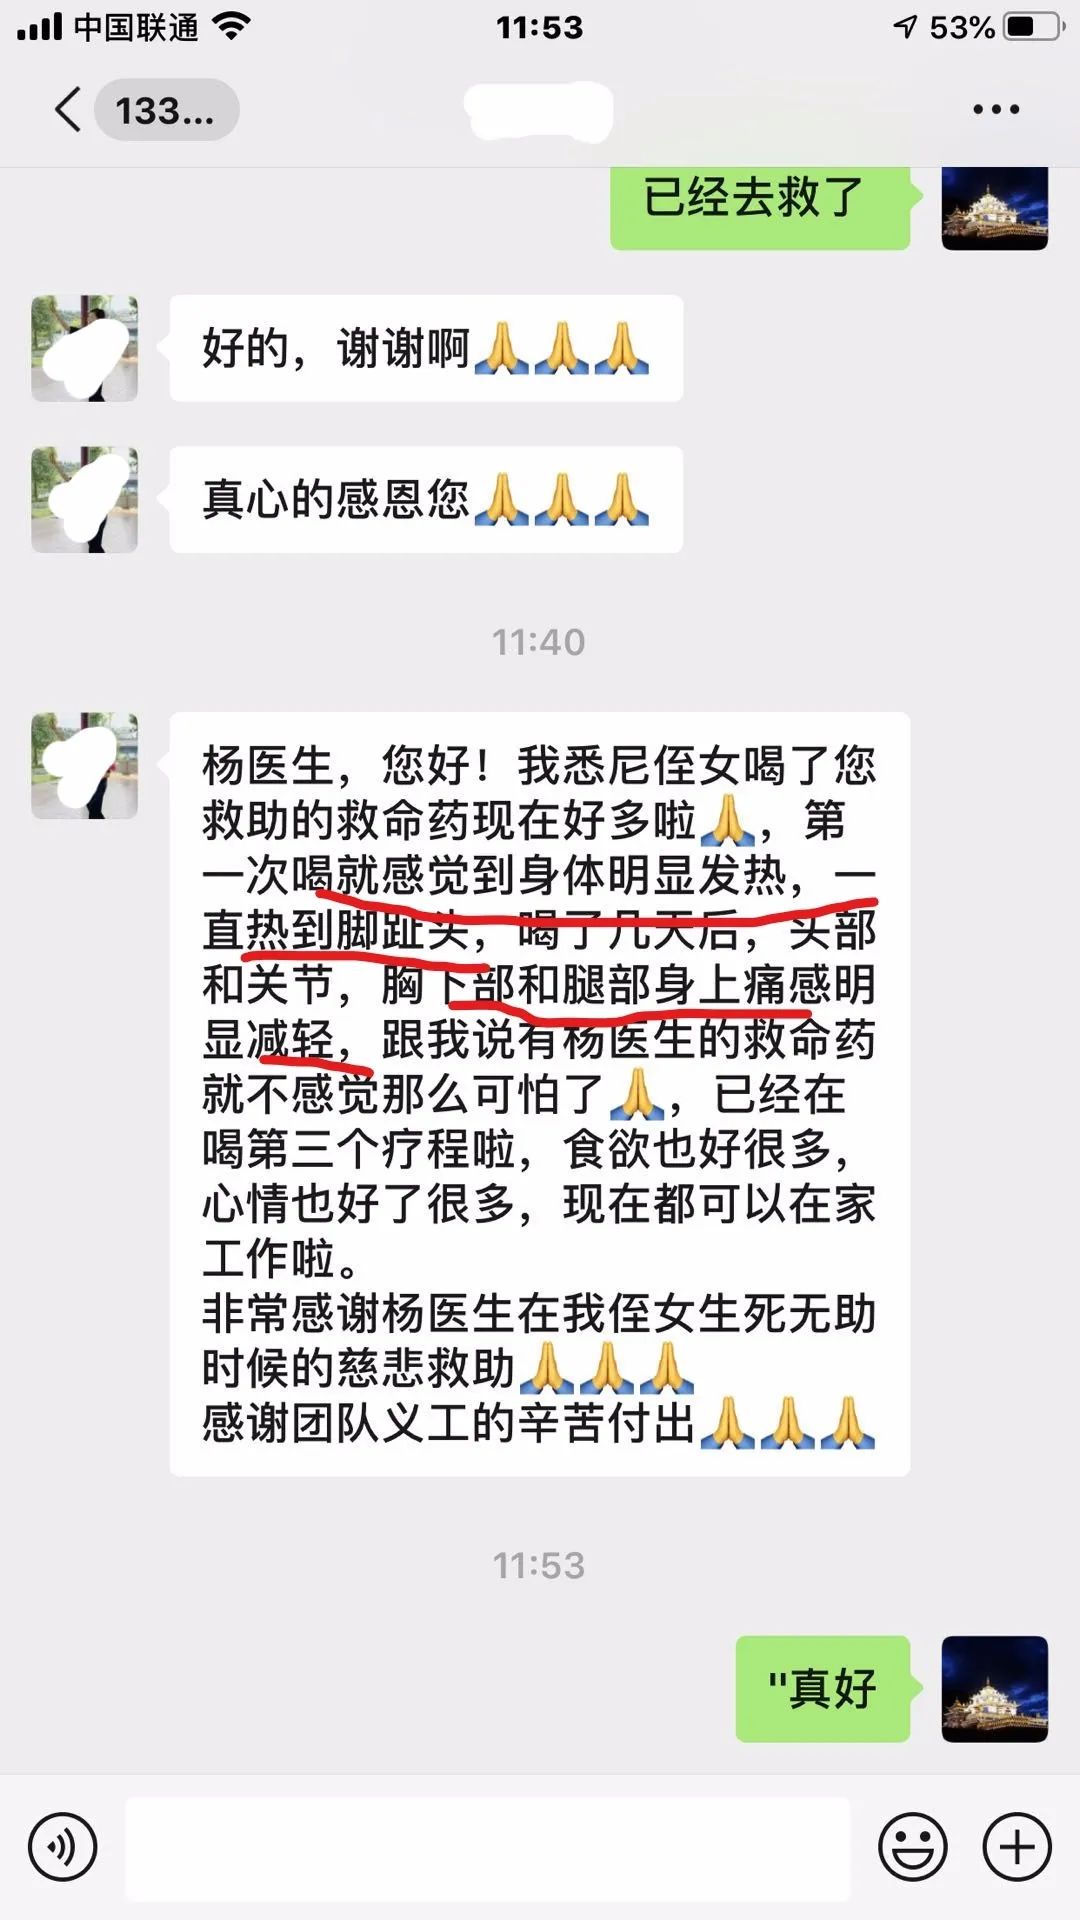 中国联通
11:53
53%
133...
已经去救了
好的，谢谢啊🙏🙏🙏
真心的感恩您🙏🙏🙏
11:40
杨医生，您好！我悉尼侄女喝了您
救助的救命药现在好多啦🙏，第
一次喝就感觉到身体明显发热，一
直热到脚趾头，喝了几天后，头部
和关节，胸下部和腿部身上痛感明
显减轻，跟我说有杨医生的救命药
就不感觉那么可怕了🙏，已经在
喝第三个疗程啦，食欲也好很多，
心情也好了很多，现在都可以在家
工作啦。
非常感谢杨医生在我侄女生死无助
时候的慈悲救助🙏🙏🙏
感谢团队义工的辛苦付出🙏🙏🙏
11:53
"真好